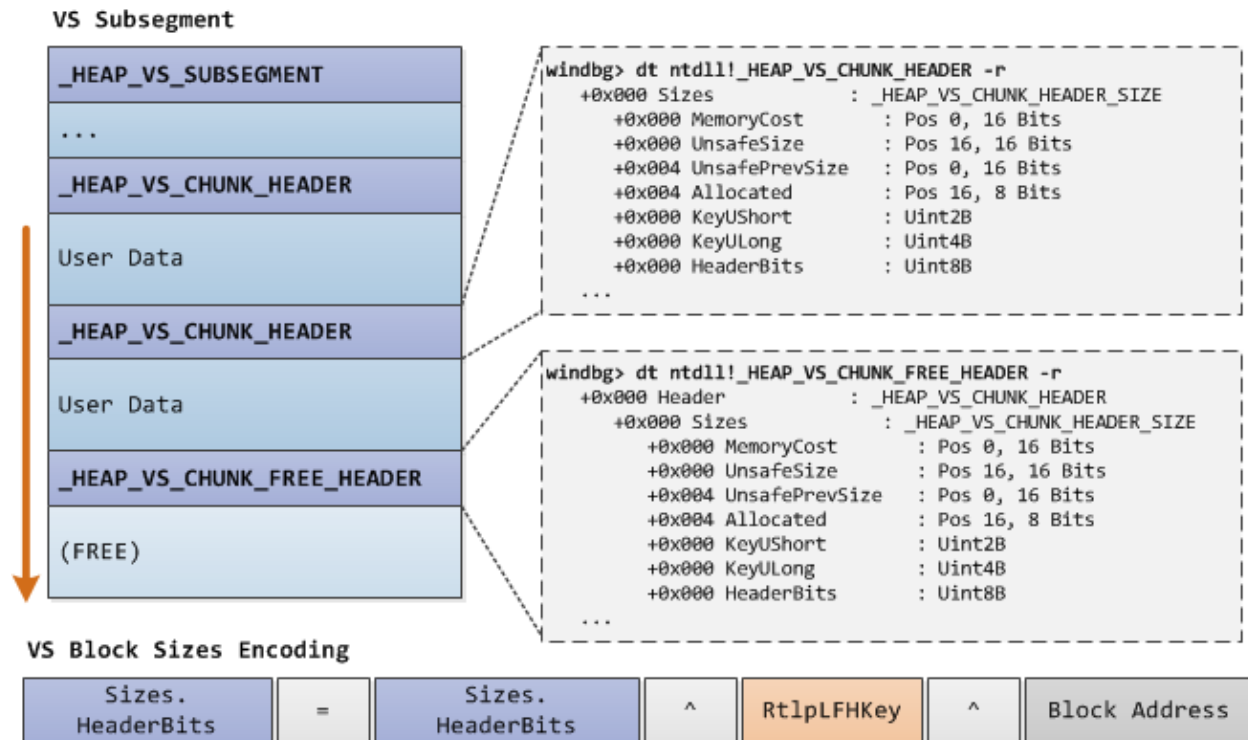 VS Subsegment
_HEAP_VS_SUBSEGMENT
...
_HEAP_VS_CHUNK_HEADER
User Data
_HEAP_VS_CHUNK_HEADER
User Data
_HEAP_VS_CHUNK_FREE_HEADER
(FREE)
windbg> dt ntdll!_HEAP_VS_CHUNK_HEADER -r
+0x000 Sizes : _HEAP_VS_CHUNK_HEADER_SIZE
+0x000 MemoryCost : Pos 0, 16 Bits
+0x000 UnsafeSize : Pos 16, 16 Bits
+0x004 UnsafePrevSize : Pos 0, 16 Bits
+0x004 Allocated : Pos 16, 8 Bits
+0x000 KeyUShort : Uint2B
+0x000 KeyULong : Uint4B
+0x000 HeaderBits : Uint8B
...
windbg> dt ntdll!_HEAP_VS_CHUNK_FREE_HEADER -r
+0x000 Header : _HEAP_VS_CHUNK_HEADER
+0x000 Sizes : _HEAP_VS_CHUNK_HEADER_SIZE
+0x000 MemoryCost : Pos 0, 16 Bits
+0x000 UnsafeSize : Pos 16, 16 Bits
+0x004 UnsafePrevSize : Pos 0, 16 Bits
+0x004 Allocated : Pos 16, 8 Bits
+0x000 KeyUShort : Uint2B
+0x000 KeyULong : Uint4B
+0x000 HeaderBits : Uint8B
...
VS Block Sizes Encoding
Sizes.
HeaderBits
=
Sizes.
HeaderBits
^
RtlpLFHKey
^
Block Address